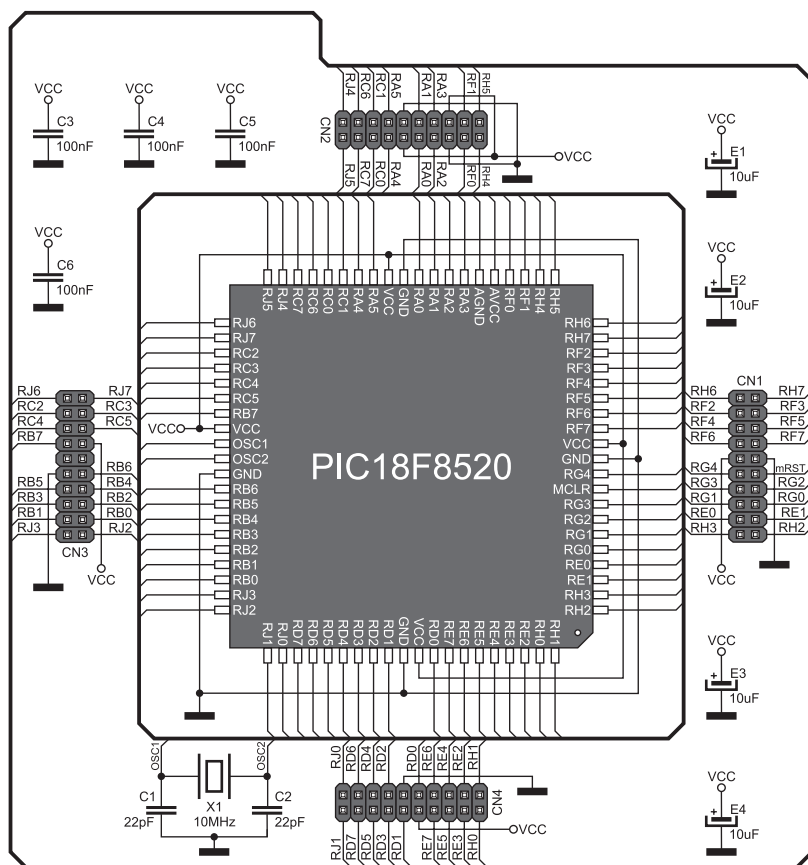 VCC
C3
100nF
VCC
C4
100nF
VCC
C5
100nF
VCC
C6
100nF
RJ4
RC6
RC1
RA5
RA1
RA3
RF1
RH5
CN2
VCC
RJ5
RC7
RC0
RA4
RA0
RA2
RF0
RH4
VCC
E1
10uF
VCC
E2
10uF
RJ5
RJ4
RC7
RC6
RC0
RC1
RA4
RA5
VCC
GND
RA0
RA1
RA2
RA3
AGND
AVCC
RF0
RF1
RH4
RH5
RJ6
RJ7
RC2
RC3
RC4
RC5
RB7
VCC
OSC1
OSC2
GND
RB6
RB5
RB4
RB3
RB2
RB1
RB0
RJ3
RJ2
VCC
PIC18F8520
RH6
RH7
RF2
RF3
RF4
RF5
RF6
RF7
VCC
GND
RG4
MCLR
RG3
RG2
RG1
RG0
RE0
RE1
RH3
RH2
RJ1
RJ0
RD7
RD6
RD5
RD4
RD3
RD2
RD1
GND
VCC
RD0
RE7
RE6
RE5
RE4
RE3
RE2
RH0
RH1
RJ6 RJ7
RC2 RC3
RC4 RC5
RB7
RB6
RB5 RB4
RB3 RB2
RB1 RB0
RJ3 RJ2
CN3
VCC
CN1
RH6 RH7
RF2 RF3
RF4 RF5
RF6 RF7
RG4 mRST
RG3 RG2
RG1 RG0
RE0 RE1
RH3 RH2
VCC
VCC
E3
10uF
VCC
E4
10uF
OSC1
OSC2
C1
22pF
X1
10MHz
C2
22pF
RJ0
RD6
RD4
RD2
RD0
RE6
RE4
RE2
RH1
CN4
VCC
RJ1
RD7
RD5
RD3
RD1
RE7
RE5
RE3
RH0